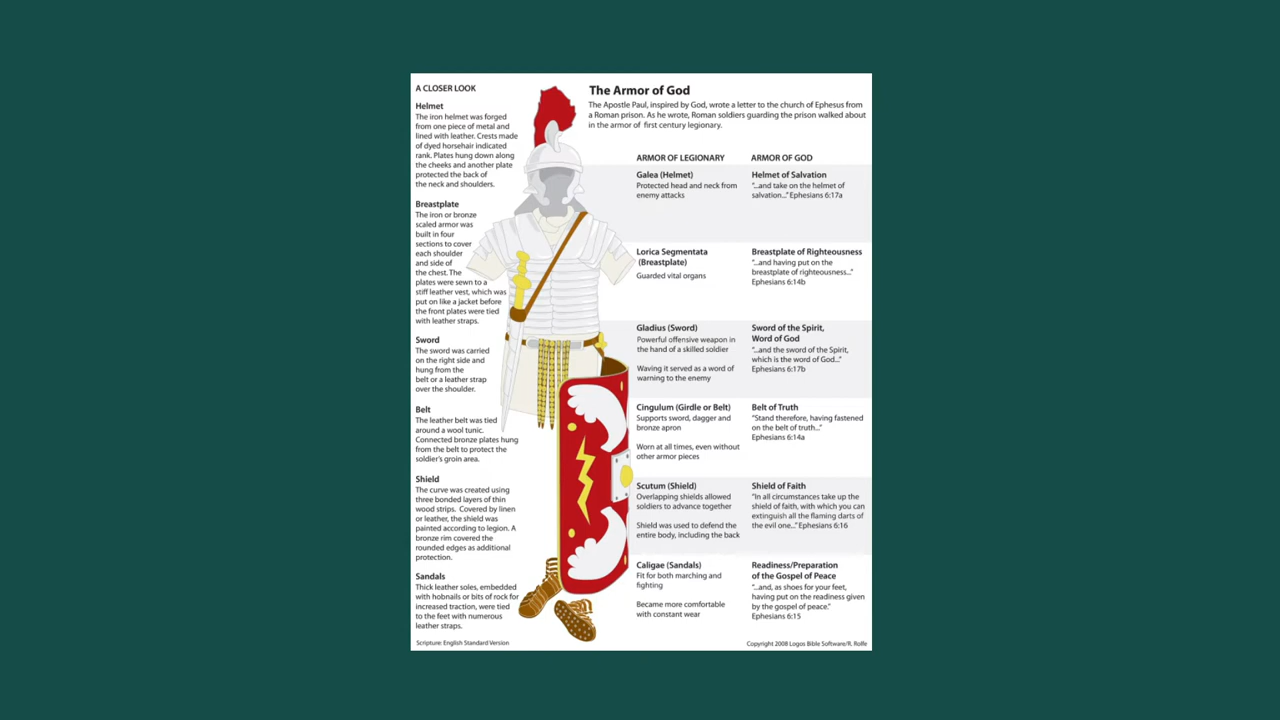 A CLOSER LOOK
Helmet
The iron helmet was forged
from one piece of metal and
lined with leather. Crests made
of dyed horsehair indicated
rank. Plates hung down along
the cheeks and another plate
protected the back of
the neck and shoulders.
Breastplate
The iron or bronze
scaled armor was
built in four
sections to cover
each shoulder
and side of
the chest. The
plates were sewn to a
stiff leather vest, which was
put on like a jacket before
the front plates were tied
with leather straps.
Sword
The sword was carried
on the right side and
hung from the
belt or a leather strap
over the shoulder.
Belt
The leather belt was tied
around a wool tunic.
Connected bronze plates hung
from the belt to protect the
soldier's groin area.
Shield
The curve was created using
three bonded layers of thin
wood strips. Covered by linen
or leather, the shield was
painted according to legion. A
bronze rim covered the
rounded edges as additional
protection.
Sandals
Thick leather soles, embedded
with hobnails or bits of rock for
increased traction, were tied
to the feet with numerous
leather straps.
Scripture: English Standard Version
The Armor of God
The Apostle Paul, inspired by God, wrote a letter to the church of Ephesus from
a Roman prison. As he wrote, Roman soldiers guarding the prison walked about
in the armor of first century legionary.
ARMOR OF LEGIONARY
ARMOR OF GOD
Galea (Helmet)
Protected head and neck from
enemy attacks
Helmet of Salvation
"...and take on the helmet of
salvation..." Ephesians 6:17a
Lorica Segmentata
(Breastplate)
Guarded vital organs
Breastplate of Righteousness
"...and having put on the
breastplate of righteousness..."
Ephesians 6:14b
Gladius (Sword)
Powerful offensive weapon in
the hand of a skilled soldier
Waving it served as a word of
warning to the enemy
Sword of the Spirit,
Word of God
"...and the sword of the Spirit,
which is the word of God..."
Ephesians 6:17b
Cingulum (Girdle or Belt)
Supports sword, dagger and
bronze apron
Worn at all times, even without
other armor pieces
Belt of Truth
"Stand therefore, having fastened
on the belt of truth..."
Ephesians 6:14a
Scutum (Shield)
Overlapping shields allowed
soldiers to advance together
Shield was used to defend the
entire body, including the back
Shield of Faith
"In all circumstances take up the
shield of faith, with which you can
extinguish all the flaming darts of
the evil one..." Ephesians 6:16
Caligae (Sandals)
Fit for both marching and
fighting
Became more comfortable
with constant wear
Readiness/Preparation
of the Gospel of Peace
"...and, as shoes for your feet,
having put on the readiness given
by the gospel of peace."
Ephesians 6:15
Copyright 2008 Logos Bible Software/R. Rolfe